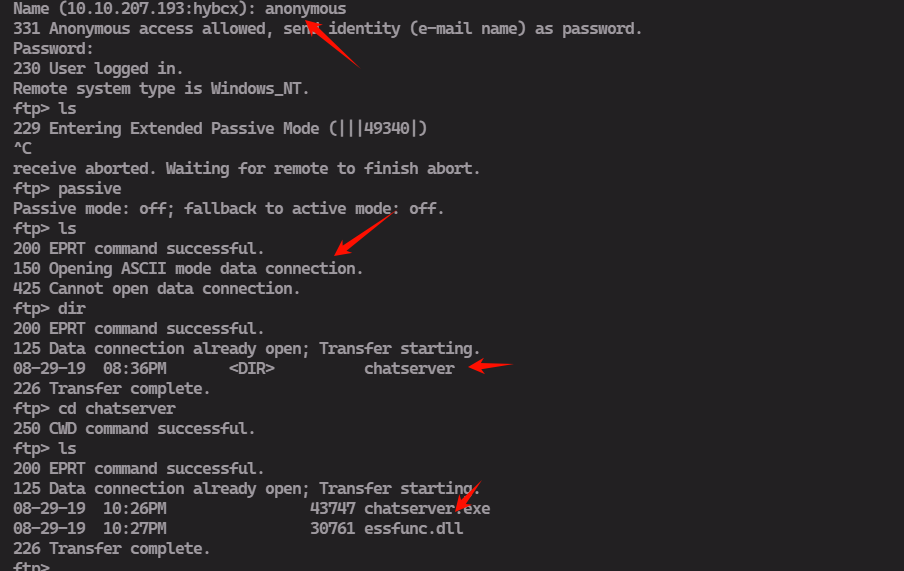 Name (10.10.207.193:hybcx): anonymous
331 Anonymous access allowed, send identity (e-mail name) as password.
Password:
230 User logged in.
Remote system type is Windows_NT.
ftp> ls
229 Entering Extended Passive Mode (|||49340|)
^C
receive aborted. Waiting for remote to finish abort.
ftp> passive
Passive mode: off; fallback to active mode: off.
ftp> ls
200 EPRT command successful.
150 Opening ASCII mode data connection.
425 Cannot open data connection.
ftp> dir
200 EPRT command successful.
125 Data connection already open; Transfer starting.
08-29-19  08:36PM       <DIR>          chatserver
226 Transfer complete.
ftp> cd chatserver
250 CWD command successful.
ftp> ls
200 EPRT command successful.
125 Data connection already open; Transfer starting.
08-29-19  10:26PM                43747 chatserver.exe
08-29-19  10:27PM                30761 essfunc.dll
226 Transfer complete.
ftp>